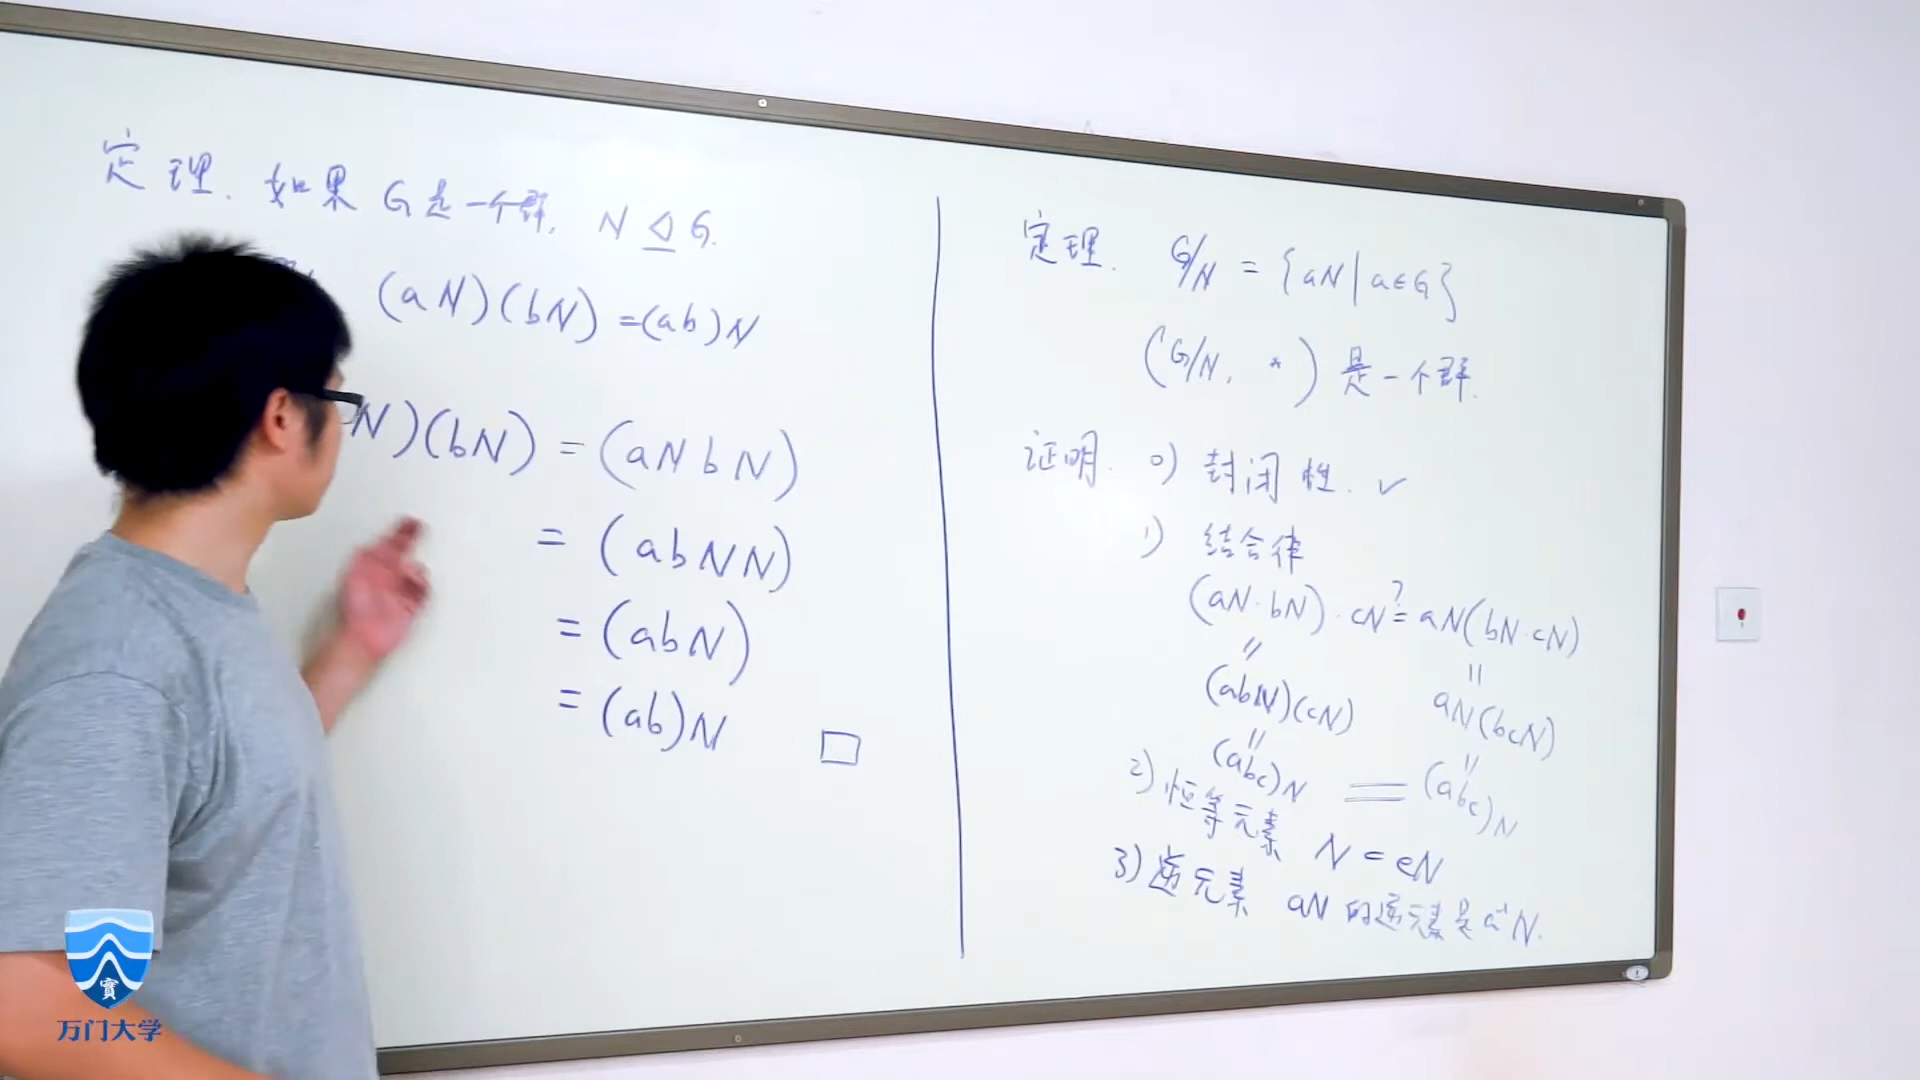 定理. 如果 G 是一个群, N ⊴ G.
(aN)(bN) = (ab)N
N)(bN) = (aNbN)
= (abNN)
= (abN)
= (ab)N □
定理. G/N = {aN | a∈G}
(G/N, *) 是一个群.
证明. 0) 封闭性. ✓
1) 结合律
(aN·bN)·cN ?= aN(bN·cN)
〃 〃
(abN)(cN) aN(bcN)
〃 〃
(abc)N = (abc)N
2) 恒等元素 N = eN
3) 逆元素 aN 的逆元素是 a⁻¹N.
實
万门大学